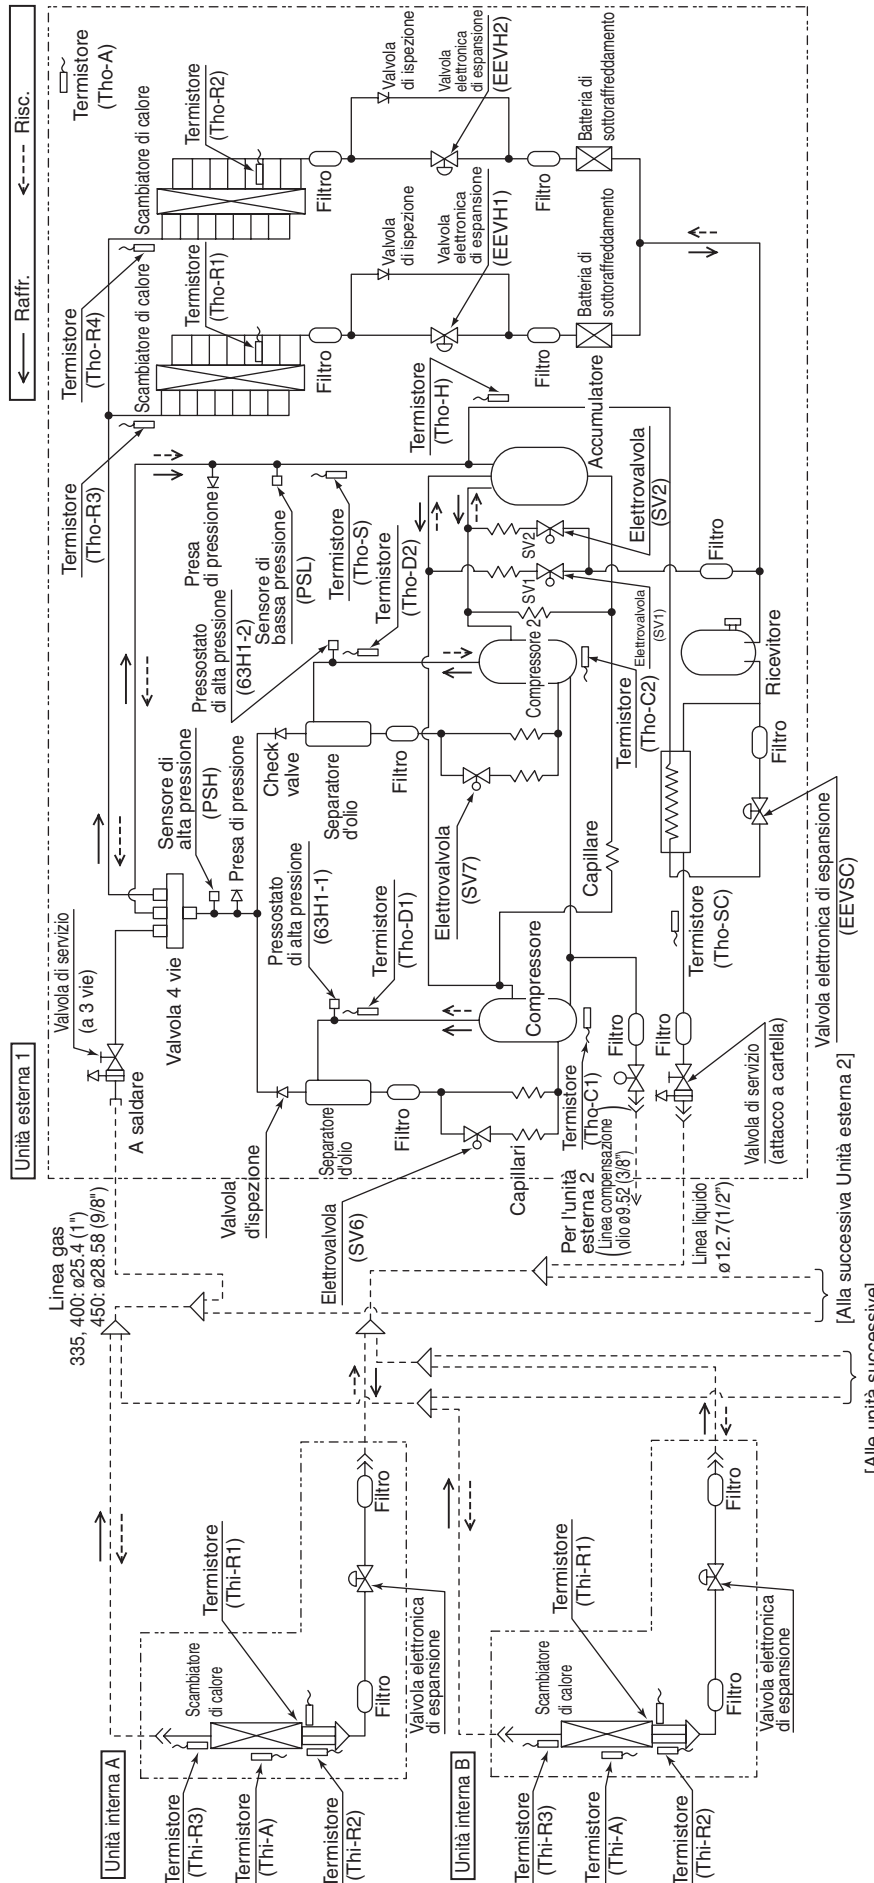 Raffr.
Risc.
Unità esterna 1
Termistore
(Tho-A)
Termistore
(Tho-R4)
Scambiatore di calore
Termistore
(Tho-R2)
Termistore
(Tho-R3)
Scambiatore di calore
Termistore
(Tho-R1)
Filtro
Valvola
di ispezione
Valvola
elettronica
di espansione
(EEVH2)
Filtro
Batteria di
sottoraffreddamento
Filtro
Valvola
di ispezione
Valvola
elettronica
di espansione
(EEVH1)
Filtro
Batteria di
sottoraffreddamento
Valvola di servizio
(a 3 vie)
A saldare
Valvola 4 vie
Sensore di
alta pressione
(PSH)
Presa di pressione
Presa
di pressione
Sensore di
bassa pressione
(PSL)
Termistore
(Tho-S)
Termistore
(Tho-H)
Pressostato
di alta pressione
(63H1-2)
Termistore
(Tho-D2)
Check
valve
Separatore
d'olio
Filtro
Elettrovalvola
(SV7)
Pressostato
di alta pressione
(63H1-1)
Termistore
(Tho-D1)
Valvola
d'ispezione
Separatore
d'olio
Filtro
Elettrovalvola
(SV6)
Capillari
Compressore
Termistore
(Tho-C1)
Compressore 2
Termistore
(Tho-C2)
Capillare
Accumulatore
SV1
SV2
Elettrovalvola
(SV1)
Elettrovalvola
(SV2)
Filtro
Ricevitore
Filtro
Valvola elettronica di espansione
(EEVSC)
Termistore
(Tho-SC)
Filtro
Filtro
Valvola di servizio
(attacco a cartella)
Per l'unità
esterna 2
(Linea compensazione
olio ø9.52 (3/8")
Linea liquido
ø12.7(1/2")
Linea gas
335, 400: ø25.4 (1")
450: ø28.58 (9/8")
[Alla successiva Unità esterna 2]
[Alle unità successive]
Unità interna A
Termistore
(Thi-R3)
Termistore
(Thi-A)
Termistore
(Thi-R2)
Scambiatore
di calore
Termistore
(Thi-R1)
Filtro
Valvola elettronica
di espansione
Filtro
Unità interna B
Termistore
(Thi-R3)
Termistore
(Thi-A)
Termistore
(Thi-R2)
Scambiatore
di calore
Termistore
(Thi-R1)
Filtro
Valvola elettronica
di espansione
Filtro